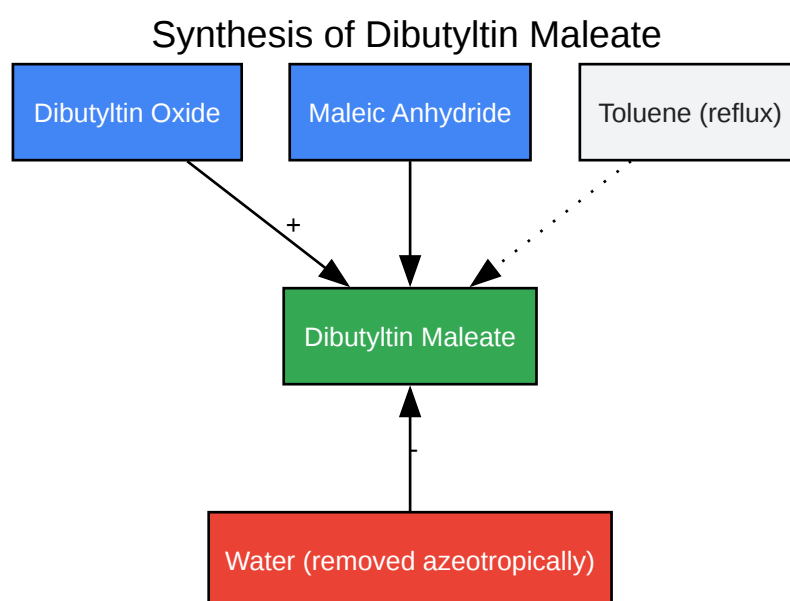 Synthesis of Dibutyltin Maleate
Dibutyltin Oxide
Maleic Anhydride
Toluene (reflux)
+
Dibutyltin Maleate
-
Water (removed azeotropically)